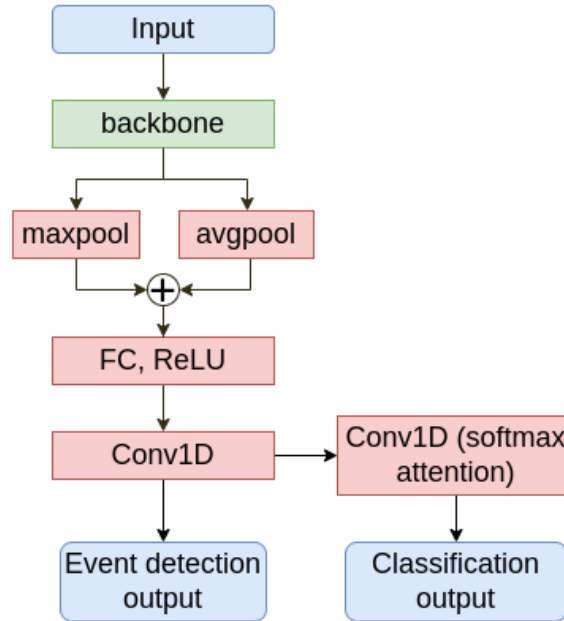 Input
backbone
maxpool
avgpool
+
FC, ReLU
Conv1D
Conv1D (softmax
attention)
Event detection
output
Classification
output